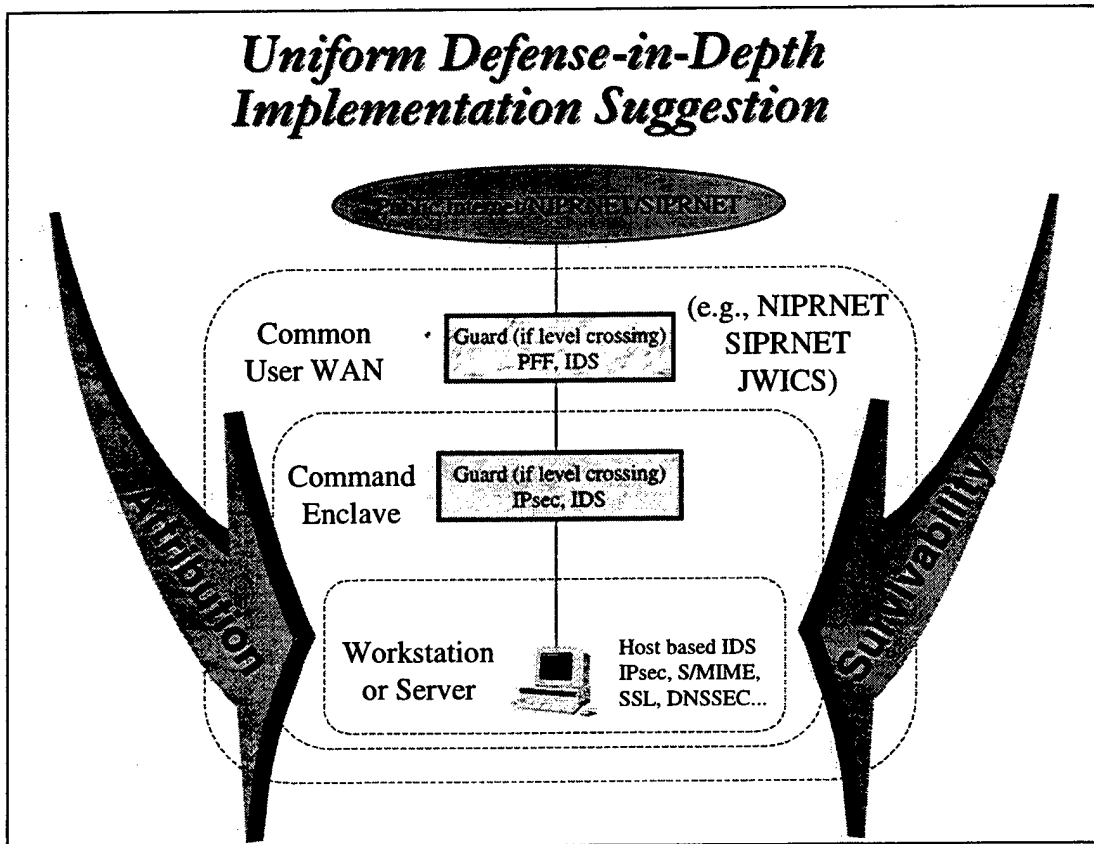 Uniform Defense-in-Depth
Implementation Suggestion
Public Internet/NIPRNET/SIPRNET
Common
User WAN
Guard (if level crossing)
PFF, IDS
(e.g., NIPRNET
SIPRNET
JWICS)
Command
Enclave
Guard (if level crossing)
IPsec, IDS
Attribution
Survivability
Workstation
or Server
Host based IDS
IPsec, S/MIME,
SSL, DNSSEC...